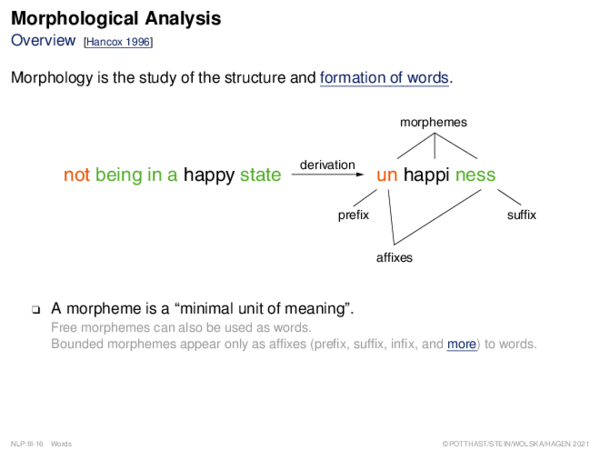 Morphological Analysis
Overview [Hancox 1996]
Morphology is the study of the structure and formation of words.
morphemes
not being in a happy state derivation un happi ness
prefix suffix
affixes
❑ A morpheme is a “minimal unit of meaning”.
Free morphemes can also be used as words.
Bounded morphemes appear only as affixes (prefix, suffix, infix, and more) to words.
NLP:III-16 Words ©POTTHAST/STEIN/WOLSKA/HAGEN 2021